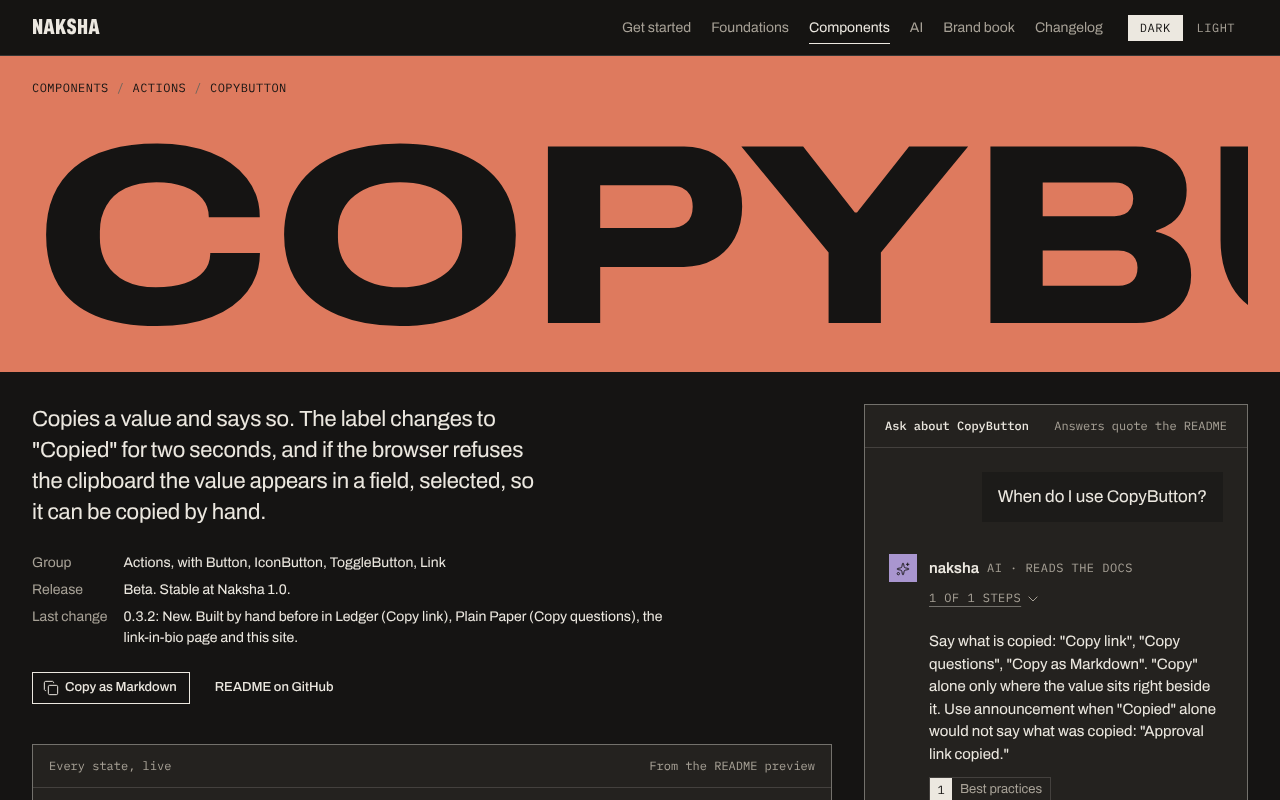 NAKSHA
Get started Foundations Components AI Brand book Changelog DARK LIGHT
COMPONENTS / ACTIONS / COPYBUTTON
COPYBU
Copies a value and says so. The label changes to
"Copied" for two seconds, and if the browser refuses
the clipboard the value appears in a field, selected, so
it can be copied by hand.
Group Actions, with Button, IconButton, ToggleButton, Link
Release Beta. Stable at Naksha 1.0.
Last change 0.3.2: New. Built by hand before in Ledger (Copy link), Plain Paper (Copy questions), the
link-in-bio page and this site.
Copy as Markdown README on GitHub
Every state, live From the README preview
Ask about CopyButton Answers quote the README
When do I use CopyButton?
naksha AI · READS THE DOCS
1 OF 1 STEPS
Say what is copied: "Copy link", "Copy
questions", "Copy as Markdown". "Copy"
alone only where the value sits right beside
it. Use announcement when "Copied" alone
would not say what was copied: "Approval
link copied."
1 Best practices